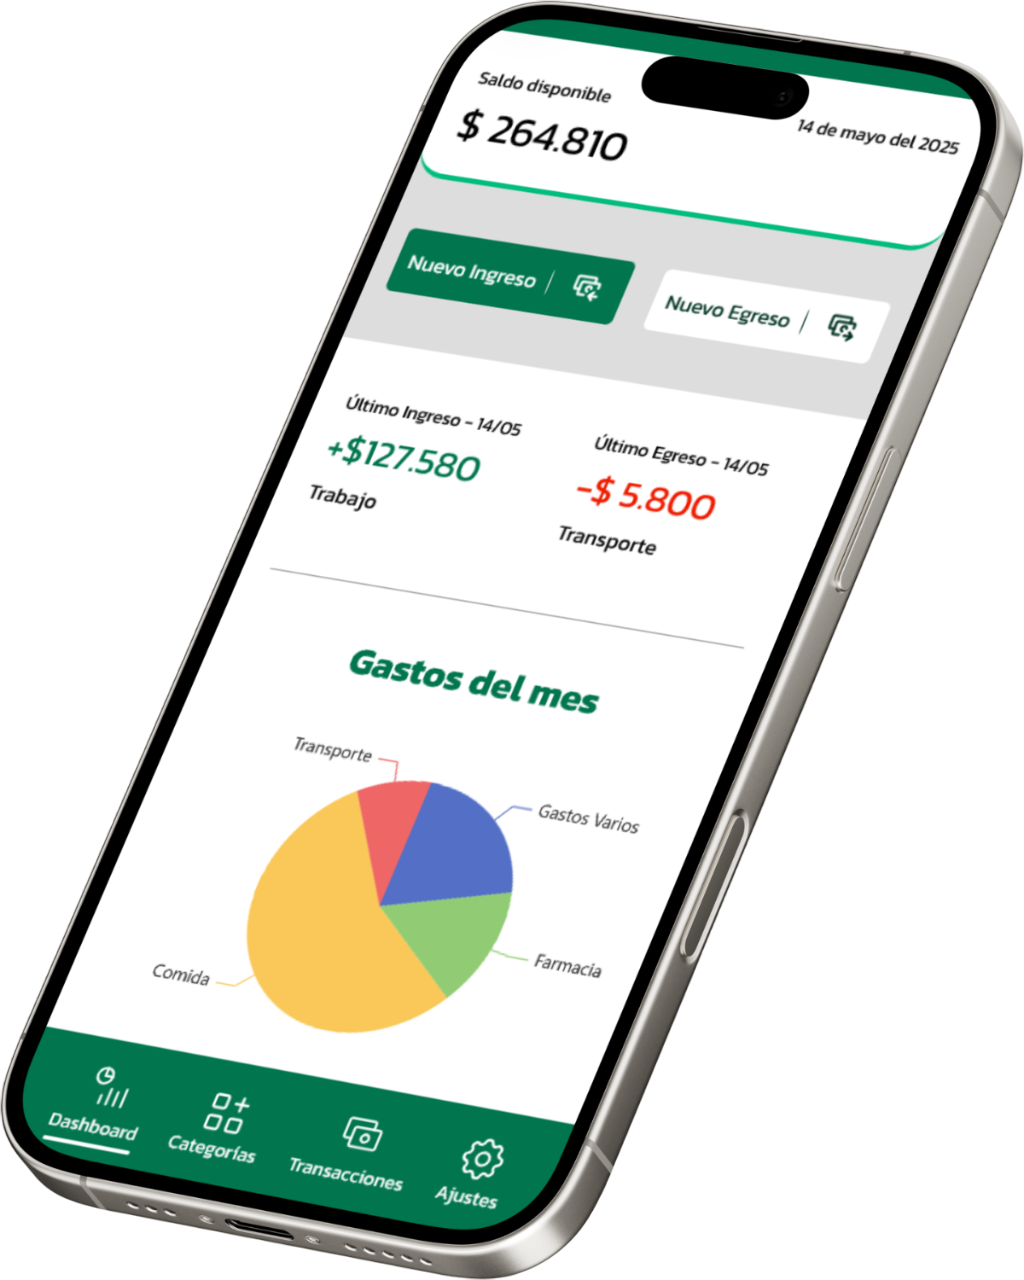 Saldo disponible
$ 264.810
14 de mayo del 2025
Nuevo Ingreso
Nuevo Egreso
Último Ingreso - 14/05
+$127.580
Trabajo
Último Egreso - 14/05
-$ 5.800
Transporte
Gastos del mes
Transporte
Gastos Varios
Farmacia
Comida
Dashboard
Categorías
Transacciones
Ajustes